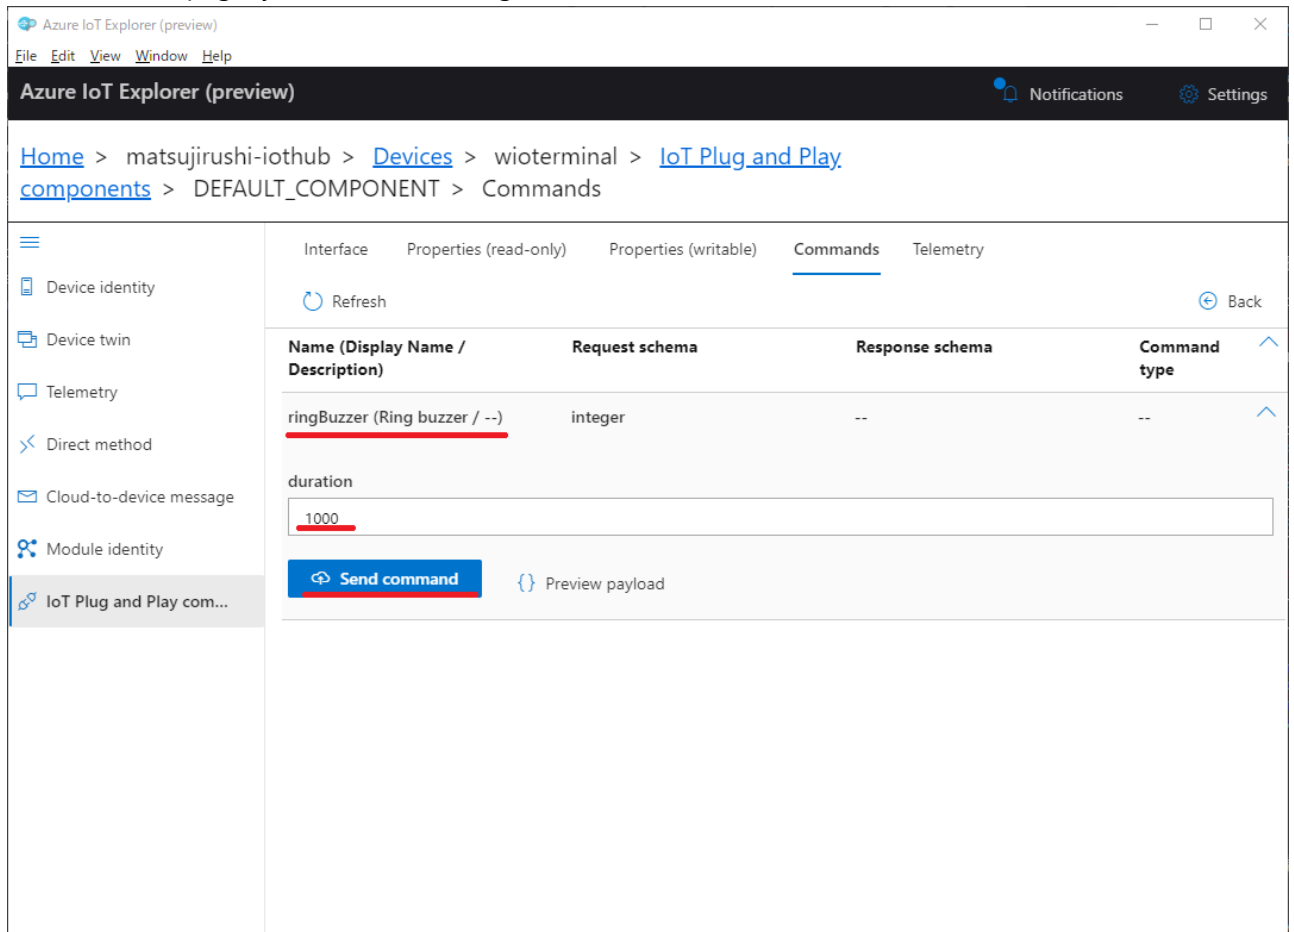 Azure IoT Explorer (preview)
File Edit View Window Help
Azure IoT Explorer (preview)
Notifications
Settings
Home > matsujirushi-iothub > Devices > wioterminal > IoT Plug and Play
components > DEFAULT_COMPONENT > Commands
Interface Properties (read-only) Properties (writable) Commands Telemetry
Device identity
Refresh
Back
Device twin
Name (Display Name /
Description)
Request schema
Response schema
Command
type
Telemetry
ringBuzzer (Ring buzzer / --) integer -- --
Direct method
duration
Cloud-to-device message
1000
Module identity
Send command
{} Preview payload
IoT Plug and Play com...